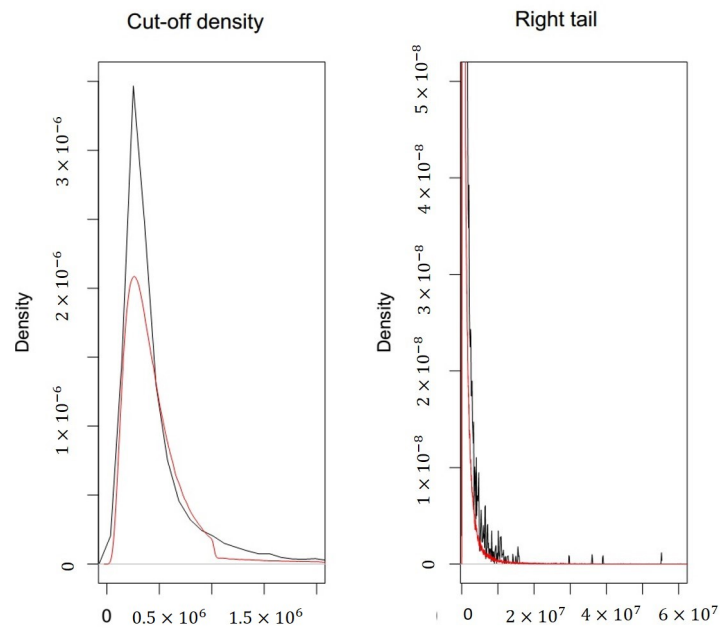 Cut-off density
Density
3 × 10⁻⁶
2 × 10⁻⁶
1 × 10⁻⁶
0
0 0.5 × 10⁶ 1.5 × 10⁶
Right tail
Density
5 × 10⁻⁸
4 × 10⁻⁸
3 × 10⁻⁸
2 × 10⁻⁸
1 × 10⁻⁸
0
0 2 × 10⁷ 4 × 10⁷ 6 × 10⁷